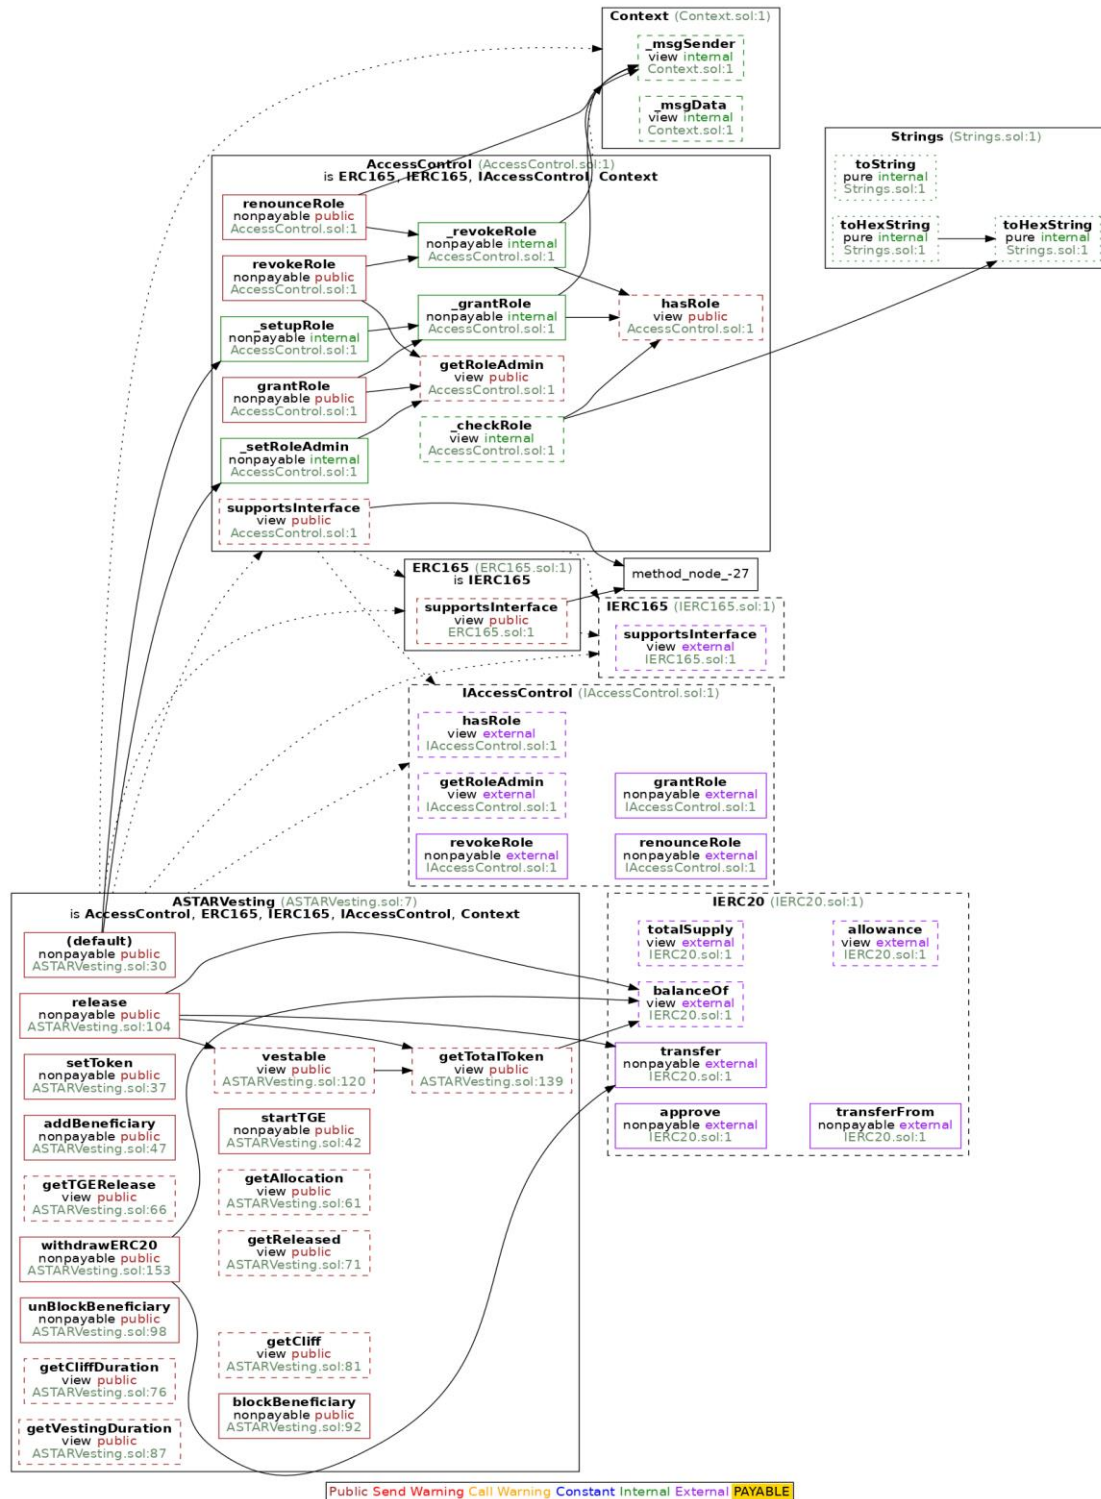 Context (Context.sol:1)
_msgSender
view internal
Context.sol:1
_msgData
view internal
Context.sol:1
Strings (Strings.sol:1)
toString
pure internal
Strings.sol:1
toHexString
pure internal
Strings.sol:1
toHexString
pure internal
Strings.sol:1
AccessControl (AccessControl.sol:1)
is ERC165, IERC165, IAccessControl, Context
renounceRole
nonpayable public
AccessControl.sol:1
_revokeRole
nonpayable internal
AccessControl.sol:1
revokeRole
nonpayable public
AccessControl.sol:1
_grantRole
nonpayable internal
AccessControl.sol:1
hasRole
view public
AccessControl.sol:1
_setupRole
nonpayable internal
AccessControl.sol:1
getRoleAdmin
view public
AccessControl.sol:1
grantRole
nonpayable public
AccessControl.sol:1
_checkRole
view internal
AccessControl.sol:1
_setRoleAdmin
nonpayable internal
AccessControl.sol:1
supportsInterface
view public
AccessControl.sol:1
ERC165 (ERC165.sol:1)
is IERC165
supportsInterface
view public
ERC165.sol:1
method_node_-27
IERC165 (IERC165.sol:1)
supportsInterface
view external
IERC165.sol:1
IAccessControl (IAccessControl.sol:1)
hasRole
view external
IAccessControl.sol:1
getRoleAdmin
view external
IAccessControl.sol:1
grantRole
nonpayable external
IAccessControl.sol:1
revokeRole
nonpayable external
IAccessControl.sol:1
renounceRole
nonpayable external
IAccessControl.sol:1
ASTARVesting (ASTARVesting.sol:7)
is AccessControl, ERC165, IERC165, IAccessControl, Context
(default)
nonpayable public
ASTARVesting.sol:30
release
nonpayable public
ASTARVesting.sol:104
setToken
nonpayable public
ASTARVesting.sol:37
vestable
view public
ASTARVesting.sol:120
getTotalToken
view public
ASTARVesting.sol:139
addBeneficiary
nonpayable public
ASTARVesting.sol:47
startTGE
nonpayable public
ASTARVesting.sol:42
getTGERelease
view public
ASTARVesting.sol:66
getAllocation
view public
ASTARVesting.sol:61
withdrawERC20
nonpayable public
ASTARVesting.sol:153
getReleased
view public
ASTARVesting.sol:71
unBlockBeneficiary
nonpayable public
ASTARVesting.sol:98
getCliff
view public
ASTARVesting.sol:81
getCliffDuration
view public
ASTARVesting.sol:76
blockBeneficiary
nonpayable public
ASTARVesting.sol:92
getVestingDuration
view public
ASTARVesting.sol:87
IERC20 (IERC20.sol:1)
totalSupply
view external
IERC20.sol:1
allowance
view external
IERC20.sol:1
balanceOf
view external
IERC20.sol:1
transfer
nonpayable external
IERC20.sol:1
approve
nonpayable external
IERC20.sol:1
transferFrom
nonpayable external
IERC20.sol:1
Public Send Warning Call Warning Constant Internal External PAYABLE